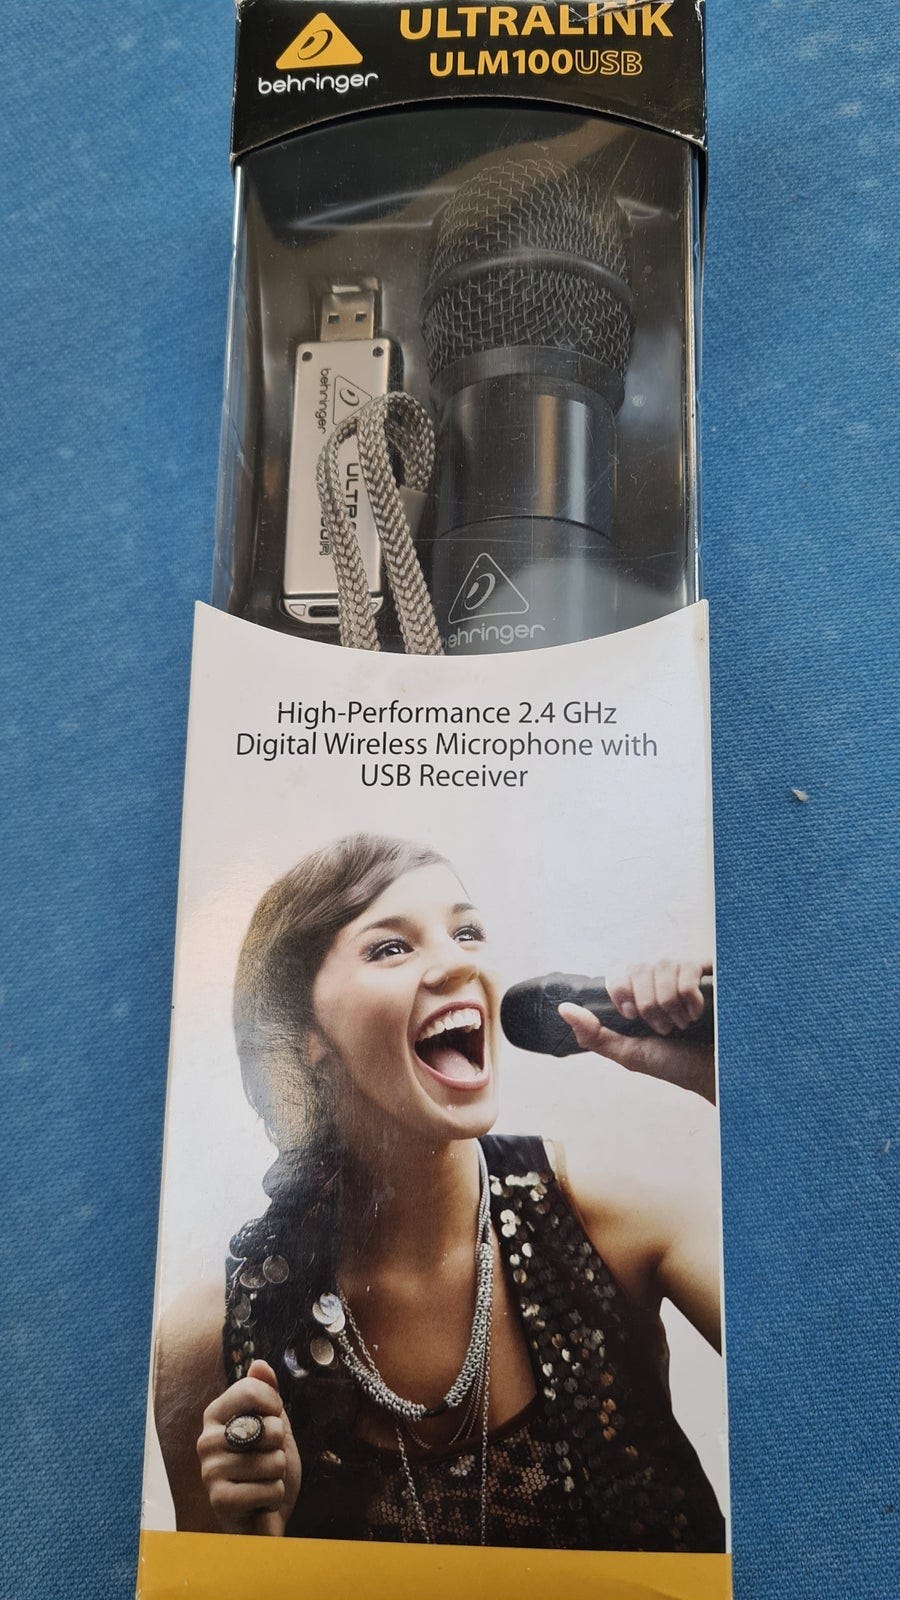 ULTRALINK
behringer
ULM100USB
behringer
behringer
High-Performance 2.4 GHz
Digital Wireless Microphone with
USB Receiver